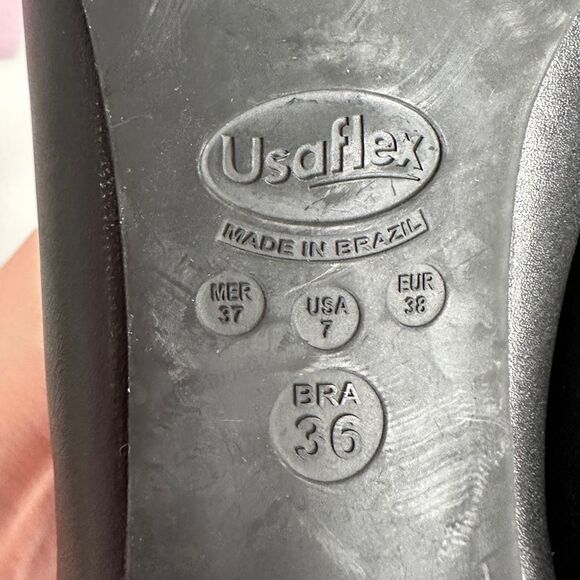 Usaflex
MADE IN BRAZIL
MER
37
USA
7
EUR
38
BRA
36